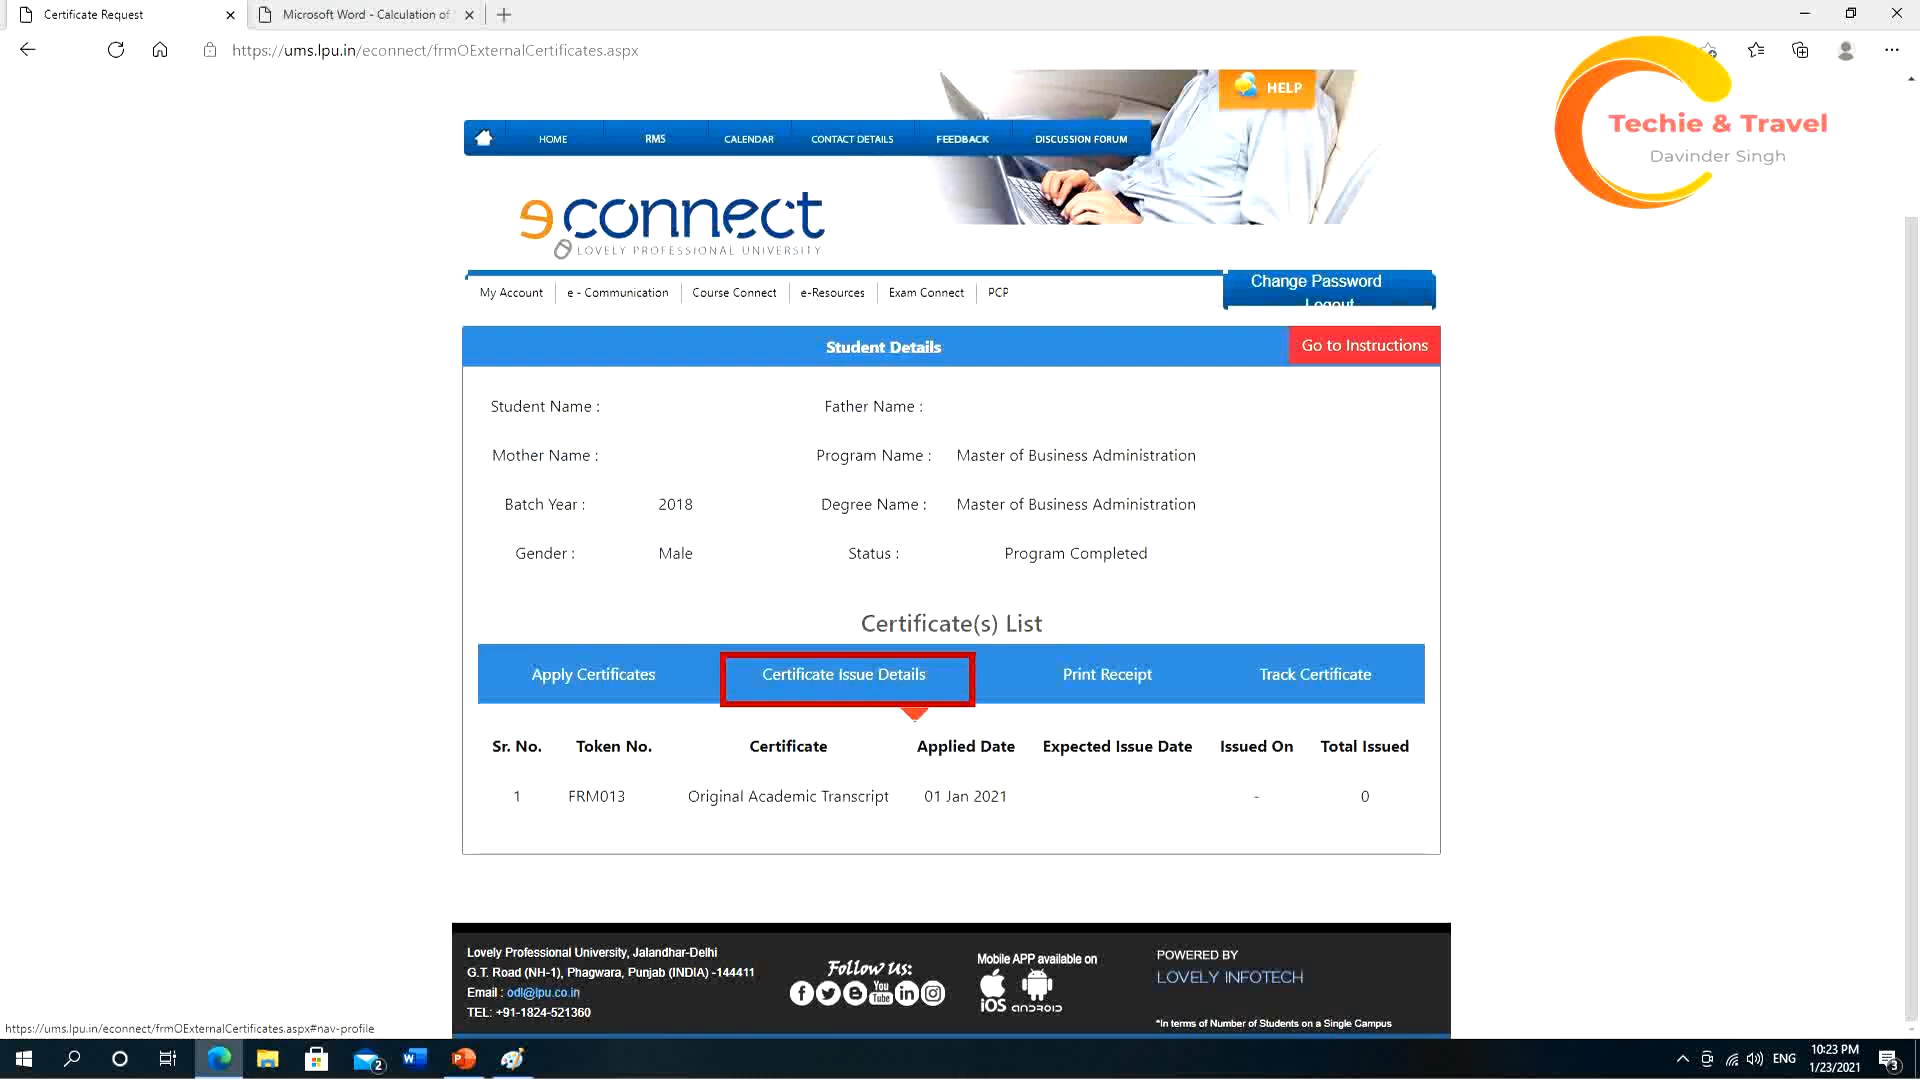 Certificate Request
Microsoft Word - Calculation of
https://ums.lpu.in/econnect/frmOExternalCertificates.aspx
HELP
Techie & Travel
Davinder Singh
HOME RMS CALENDAR CONTACT DETAILS FEEDBACK DISCUSSION FORUM
econnect
LOVELY PROFESSIONAL UNIVERSITY
My Account e - Communication Course Connect e-Resources Exam Connect PCP
Change Password
Logout
Student Details
Go to Instructions
Student Name : Father Name :
Mother Name : Program Name : Master of Business Administration
Batch Year : 2018 Degree Name : Master of Business Administration
Gender : Male Status : Program Completed
Certificate(s) List
Apply Certificates Certificate Issue Details Print Receipt Track Certificate
Sr. No. Token No. Certificate Applied Date Expected Issue Date Issued On Total Issued
1 FRM013 Original Academic Transcript 01 Jan 2021 - 0
Lovely Professional University, Jalandhar-Delhi
G.T. Road (NH-1), Phagwara, Punjab (INDIA) -144411
Email : odl@lpu.co.in
TEL: +91-1824-521360
Follow Us:
You Tube
Mobile APP available on
iOS android
POWERED BY
LOVELY INFOTECH
*In terms of Number of Students on a Single Campus
https://ums.lpu.in/econnect/frmOExternalCertificates.aspx#nav-profile
2
ENG
10:23 PM
1/23/2021
3